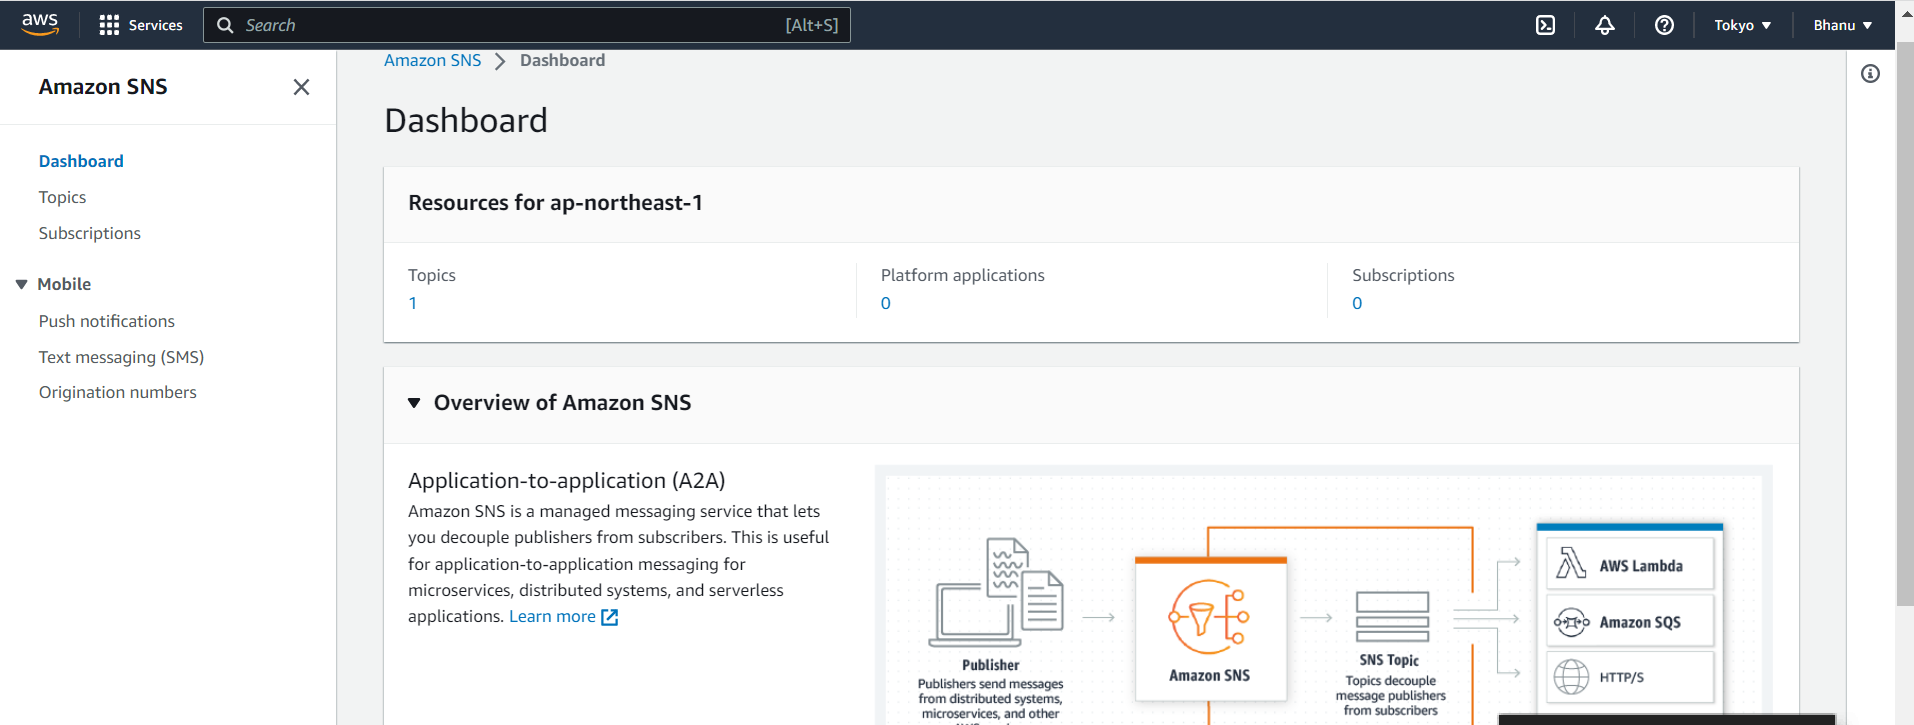 aws
Services
Search
[Alt+S]
Tokyo
Bhanu
Amazon SNS
Dashboard
Topics
Subscriptions
Mobile
Push notifications
Text messaging (SMS)
Origination numbers
Amazon SNS
Dashboard
Dashboard
Resources for ap-northeast-1
Topics
1
Platform applications
0
Subscriptions
0
Overview of Amazon SNS
Application-to-application (A2A)
Amazon SNS is a managed messaging service that lets
you decouple publishers from subscribers. This is useful
for application-to-application messaging for
microservices, distributed systems, and serverless
applications. Learn more
Publisher
Publishers send messages
from distributed systems,
microservices, and other
Amazon SNS
SNS Topic
Topics decouple
message publishers
from subscribers
AWS Lambda
Amazon SQS
HTTP/S